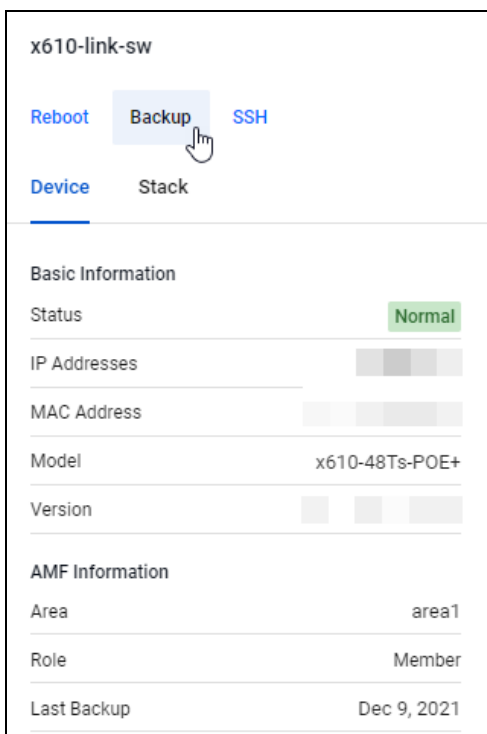 x610-link-sw
Reboot Backup SSH
Device Stack
Basic Information
Status Normal
IP Addresses
MAC Address
Model x610-48Ts-POE+
Version
AMF Information
Area area1
Role Member
Last Backup Dec 9, 2021